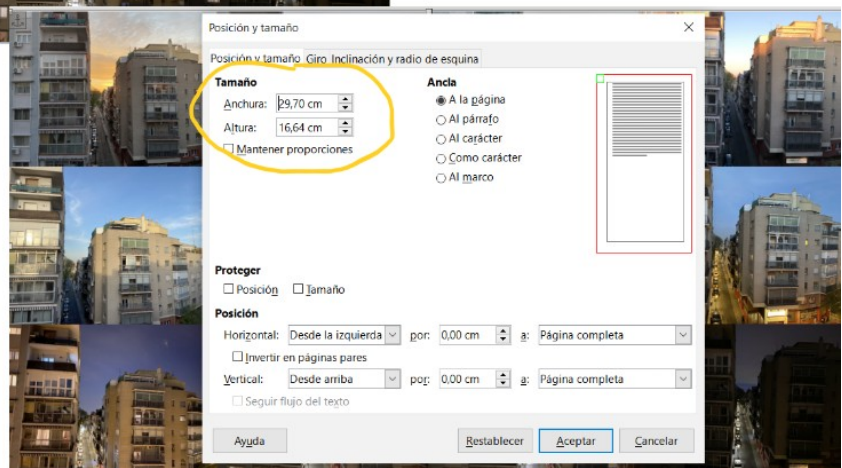 Posición y tamaño
Posición y tamaño Giro Inclinación y radio de esquina
Tamaño
Anchura: 29,70 cm
Altura: 16,64 cm
Mantener proporciones
Ancla
A la página
Al párrafo
Al carácter
Como carácter
Al marco
Proteger
Posición Tamaño
Posición
Horizontal: Desde la izquierda por: 0,00 cm a: Página completa
Invertir en páginas pares
Vertical: Desde arriba por: 0,00 cm a: Página completa
Seguir flujo del texto
Ayuda Restablecer Aceptar Cancelar